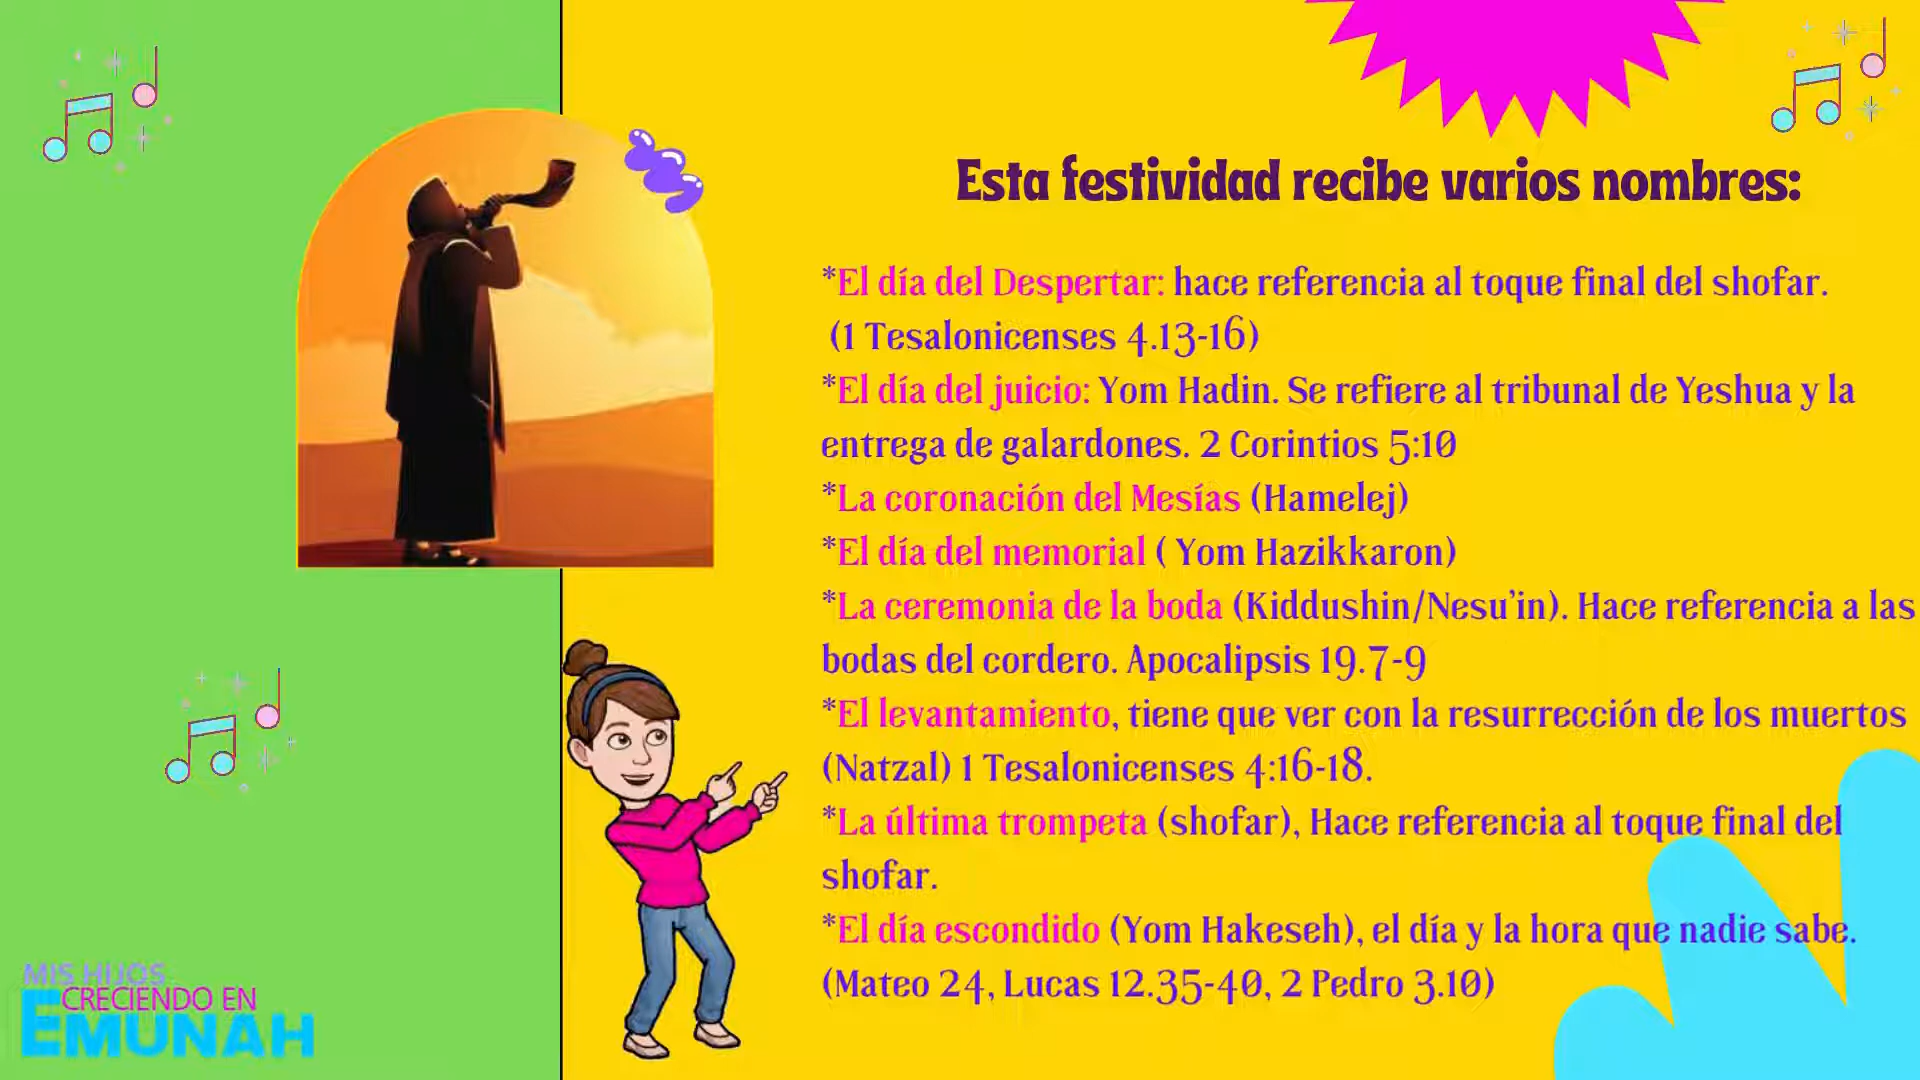 Esta festividad recibe varios nombres:
*El día del Despertar: hace referencia al toque final del shofar.
(1 Tesalonicenses 4.13-16)
*El día del juicio: Yom Hadin. Se refiere al tribunal de Yeshua y la
entrega de galardones. 2 Corintios 5:10
*La coronación del Mesías (Hamelej)
*El día del memorial ( Yom Hazikkaron)
*La ceremonia de la boda (Kiddushin/Nesu'in). Hace referencia a las
bodas del cordero. Apocalipsis 19.7-9
*El levantamiento, tiene que ver con la resurrección de los muertos
(Natzal) 1 Tesalonicenses 4:16-18.
*La última trompeta (shofar), Hace referencia al toque final del
shofar.
*El día escondido (Yom Hakeseh), el día y la hora que nadie sabe.
(Mateo 24, Lucas 12.35-40, 2 Pedro 3.10)
MIS HIJOS
CRECIENDO EN
EMUNAH